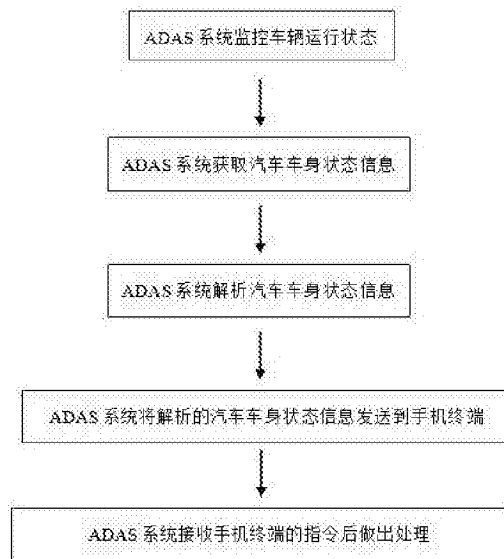 ADAS 系统监控车辆运行状态
ADAS 系统获取汽车车身状态信息
ADAS 系统解析汽车车身状态信息
ADAS 系统将解析的汽车车身状态信息发送到手机终端
ADAS 系统接收手机终端的指令后做出处理